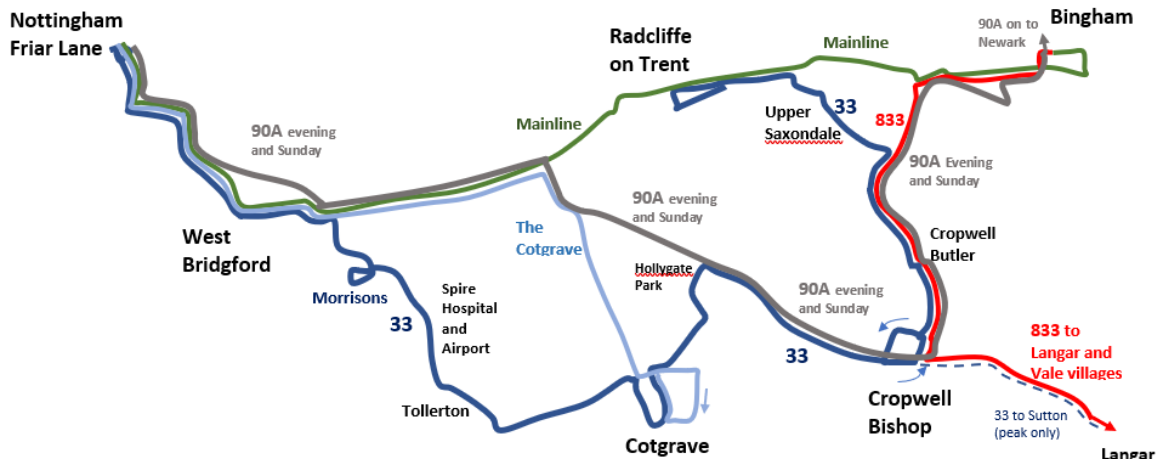 Nottingham
Friar Lane
Radcliffe
on Trent
Mainline
90A on to
Newark
Bingham
Mainline
33
833
Upper
Saxondale
90A evening
and Sunday
90A Evening
and Sunday
90A evening
and Sunday
The
Cotgrave
West
Bridgford
Cropwell
Butler
Hollygate
Park
Morrisons
33
Spire
Hospital
and
Airport
90A evening
and Sunday
33
833 to
Langar and
Vale villages
Tollerton
Cropwell
Bishop
33 to Sutton
(peak only)
Cotgrave
Langar